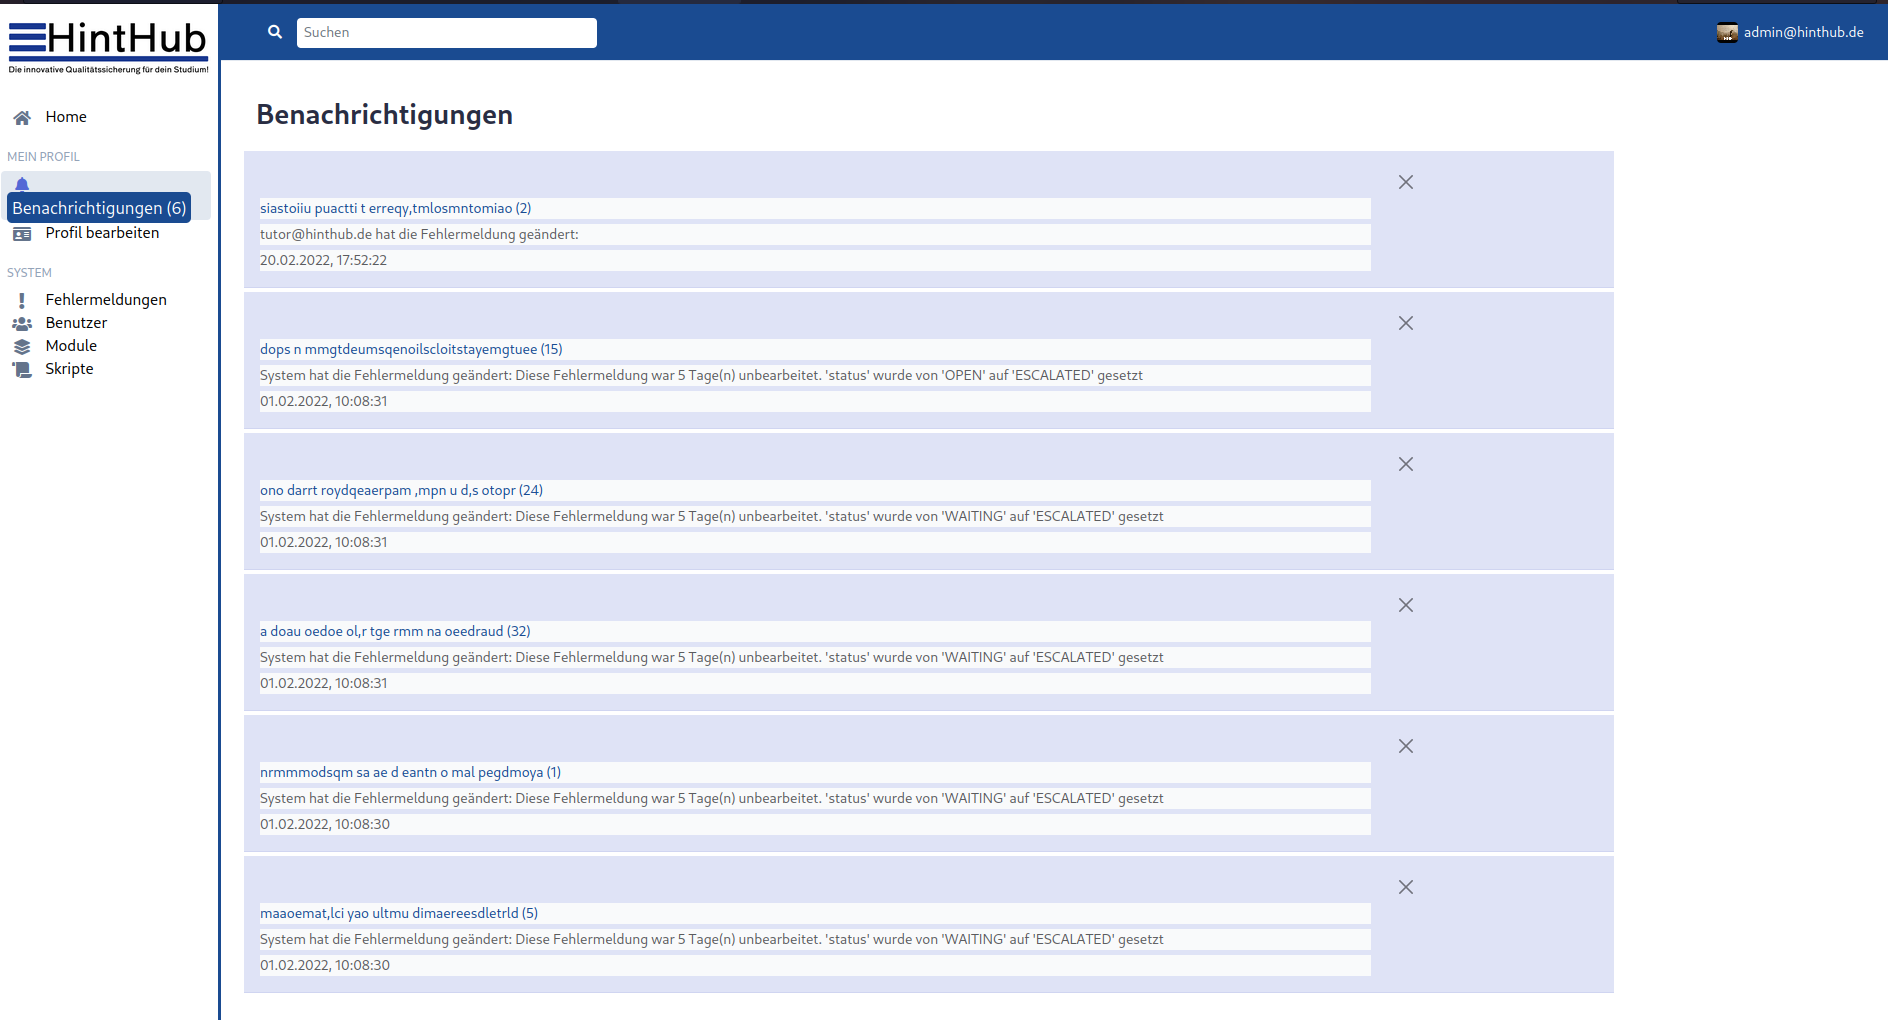 HintHub
Die innovative Qualitätssicherung für dein Studium!
Suchen
admin@hinthub.de
Home
MEIN PROFIL
Benachrichtigungen (6)
Profil bearbeiten
SYSTEM
Fehlermeldungen
Benutzer
Module
Skripte
Benachrichtigungen
siastoiiu puactti t erreqy,tmlosmntomiao (2)
tutor@hinthub.de hat die Fehlermeldung geändert:
20.02.2022, 17:52:22
dops n mmgtdeumsqenoilscloitstayemgtuee (15)
System hat die Fehlermeldung geändert: Diese Fehlermeldung war 5 Tage(n) unbearbeitet. 'status' wurde von 'OPEN' auf 'ESCALATED' gesetzt
01.02.2022, 10:08:31
ono darrt roydqeaerpam ,mpn u d,s otopr (24)
System hat die Fehlermeldung geändert: Diese Fehlermeldung war 5 Tage(n) unbearbeitet. 'status' wurde von 'WAITING' auf 'ESCALATED' gesetzt
01.02.2022, 10:08:31
a doau oedoe ol,r tge rmm na oeedraud (32)
System hat die Fehlermeldung geändert: Diese Fehlermeldung war 5 Tage(n) unbearbeitet. 'status' wurde von 'WAITING' auf 'ESCALATED' gesetzt
01.02.2022, 10:08:31
nrmmmodsqm sa ae d eantn o mal pegdmoya (1)
System hat die Fehlermeldung geändert: Diese Fehlermeldung war 5 Tage(n) unbearbeitet. 'status' wurde von 'WAITING' auf 'ESCALATED' gesetzt
01.02.2022, 10:08:30
maaoemat,lci yao ultmu dimaereesdletrld (5)
System hat die Fehlermeldung geändert: Diese Fehlermeldung war 5 Tage(n) unbearbeitet. 'status' wurde von 'WAITING' auf 'ESCALATED' gesetzt
01.02.2022, 10:08:30